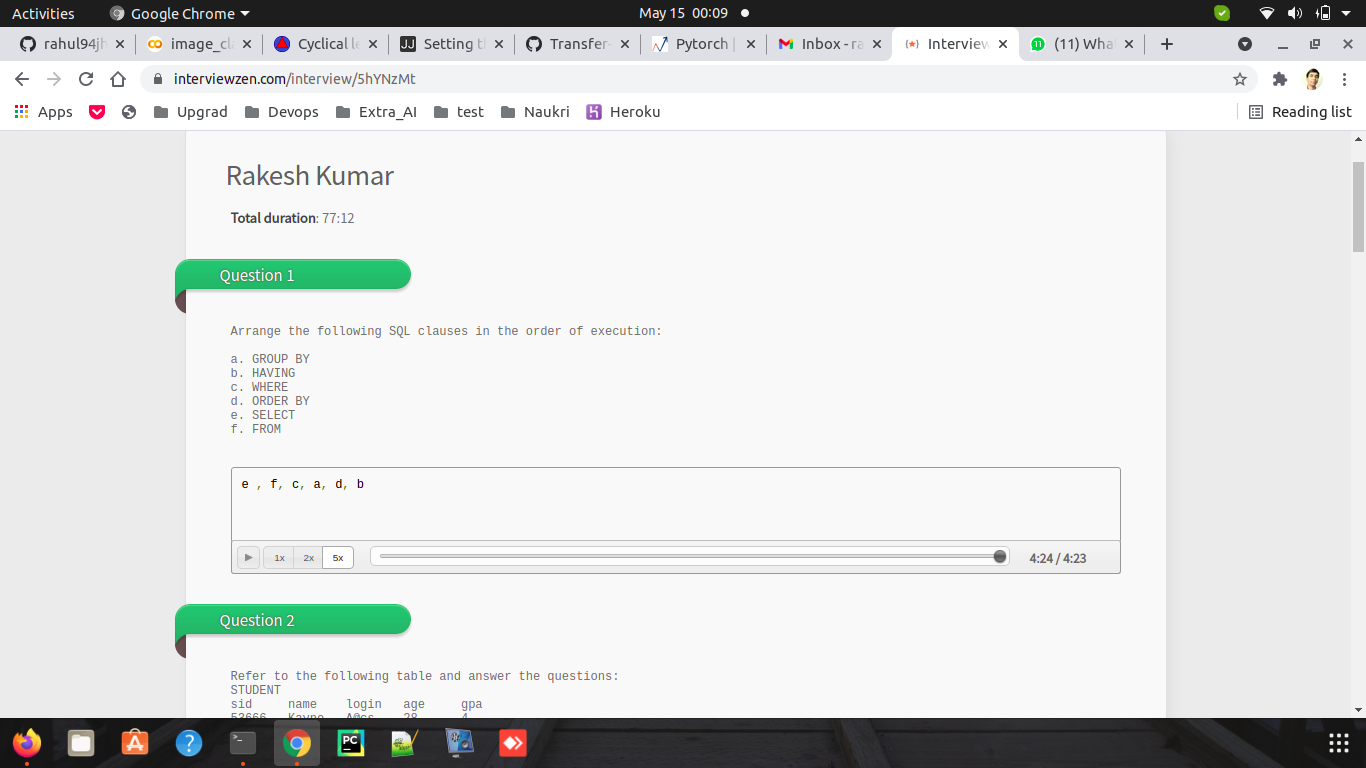 Activities
Google Chrome
May 15 00:09
rahul94jh
image_cla
Cyclical le
Setting t
Transfer-
Pytorch |
Inbox - ra
Interview
(11) What
interviewzen.com/interview/5hYNzMt
Apps
Upgrad
Devops
Extra_AI
test
Naukri
Heroku
Reading list
Rakesh Kumar
Total duration: 77:12
Question 1
Arrange the following SQL clauses in the order of execution:
a. GROUP BY
b. HAVING
c. WHERE
d. ORDER BY
e. SELECT
f. FROM
e , f, c, a, d, b
1x 2x 5x
4:24 / 4:23
Question 2
Refer to the following table and answer the questions:
STUDENT
sid name login age gpa